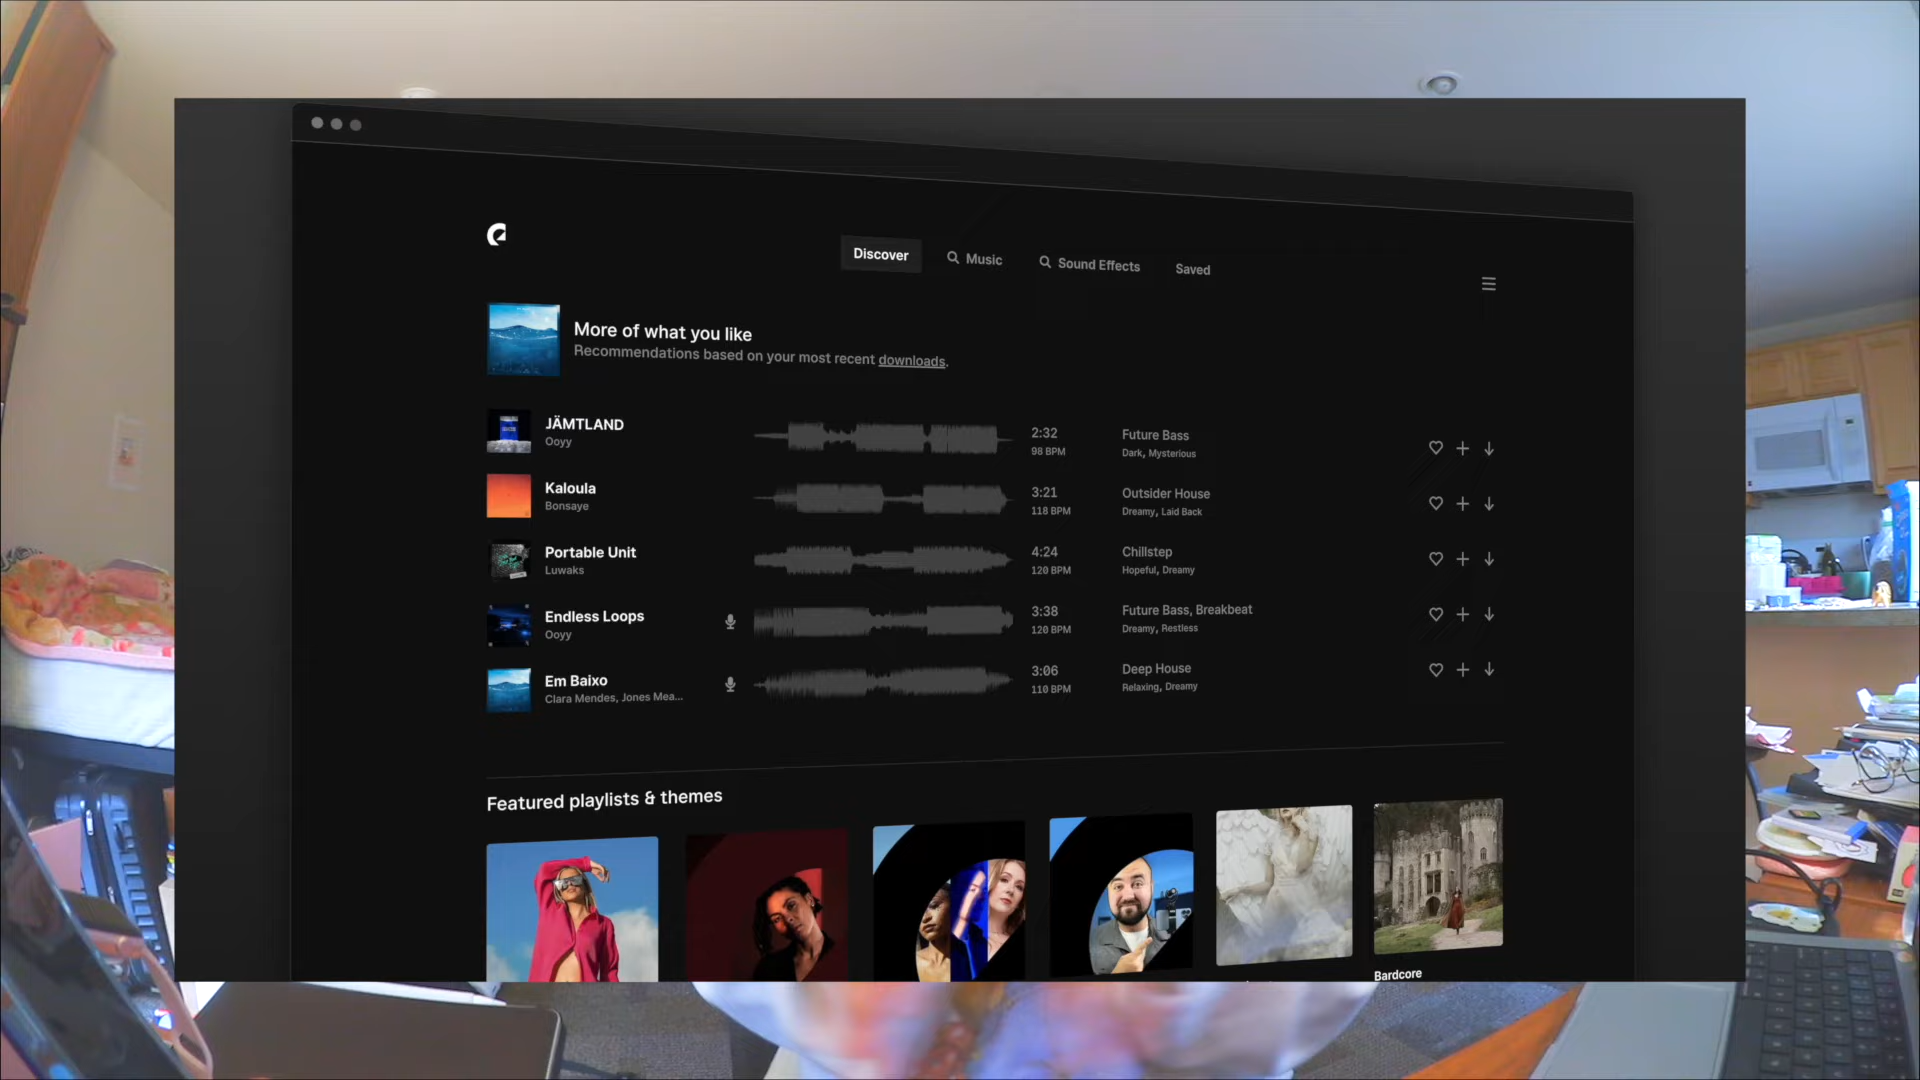 Discover
Music
Sound Effects
Saved
More of what you like
Recommendations based on your most recent downloads.
JÄMTLAND
Ooyy
2:32
98 BPM
Future Bass
Dark, Mysterious
Kaloula
Bonsaye
3:21
118 BPM
Outsider House
Dreamy, Laid Back
Portable Unit
Luwaks
4:24
120 BPM
Chillstep
Hopeful, Dreamy
Endless Loops
Ooyy
3:38
120 BPM
Future Bass, Breakbeat
Dreamy, Restless
Em Baixo
Clara Mendes, Jones Mea...
3:06
110 BPM
Deep House
Relaxing, Dreamy
Featured playlists & themes
Bardcore